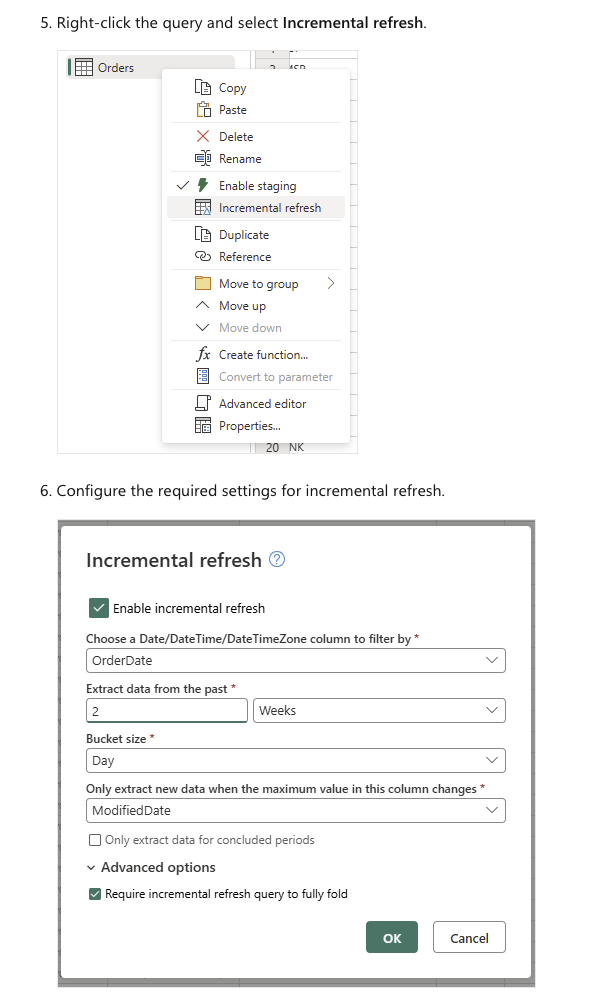 5. Right-click the query and select Incremental refresh.
Orders
Copy
Paste
Delete
Rename
Enable staging
Incremental refresh
Duplicate
Reference
Move to group
Move up
Move down
fx Create function...
Convert to parameter
Advanced editor
Properties...
20 NK
6. Configure the required settings for incremental refresh.
Incremental refresh ?
Enable incremental refresh
Choose a Date/DateTime/DateTimeZone column to filter by *
OrderDate
Extract data from the past *
2 Weeks
Bucket size *
Day
Only extract new data when the maximum value in this column changes *
ModifiedDate
Only extract data for concluded periods
Advanced options
Require incremental refresh query to fully fold
OK Cancel